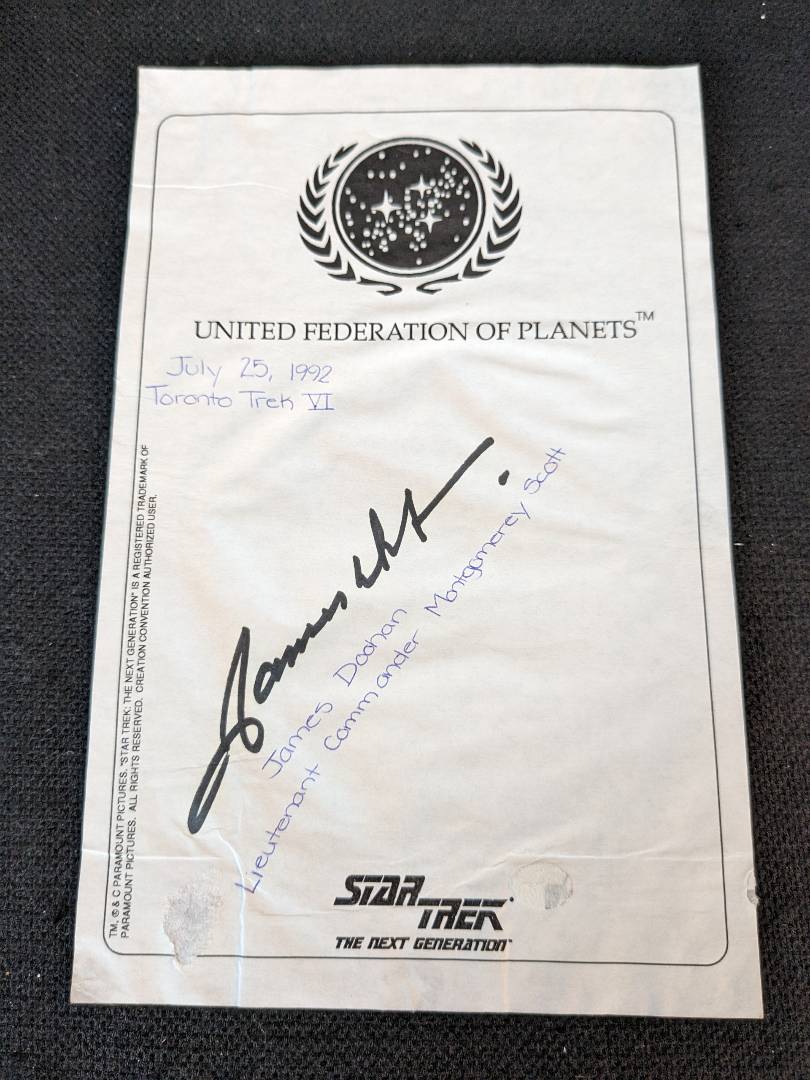 UNITED FEDERATION OF PLANETS™
July 25, 1992
Toronto Trek VI
James Doohan
Lieutenant Commander Montgomerey Scott
TM, ® & © PARAMOUNT PICTURES. "STAR TREK: THE NEXT GENERATION" IS A REGISTERED TRADEMARK OF
PARAMOUNT PICTURES. ALL RIGHTS RESERVED. CREATION CONVENTION AUTHORIZED USER.
STAR
TREK
THE NEXT GENERATION